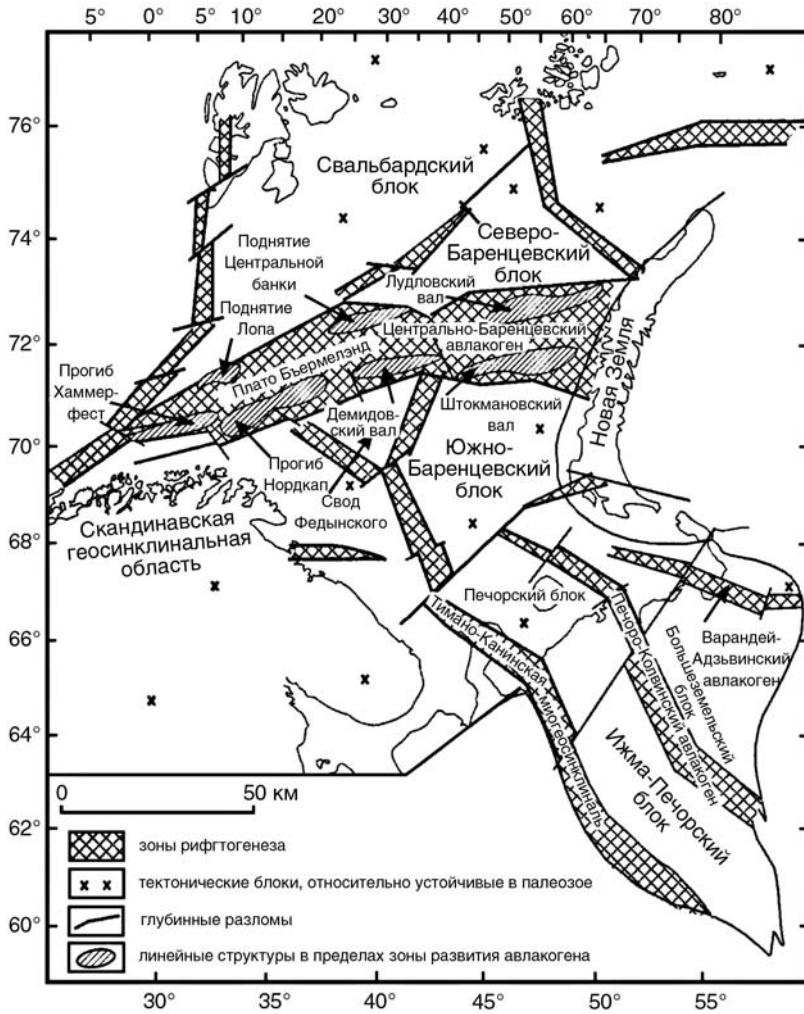 5° 0° 5° 10° 20° 30° 40° 50° 60° 70° 80°
76°
74°
72°
70°
68°
66°
64°
62°
60°
Свальбардский
блок
Северо-
Баренцевский
блок
Поднятие
Центральной
банки
Лудловский
вал
Поднятие
Лопа
Центрально-Баренцевский
авлакоген
Плато Бьермелэнд
Прогиб
Хаммер-
фест
Новая Земля
Демидов-
ский вал
Штокмановский
вал
Южно-
Баренцевский
блок
Прогиб
Нордкап
Свод
Федынского
Скандинавская
геосинклинальная
область
Печорский блок
Тимано-Канинская
миогеосинклиналь
Печоро-Колвинский авлакоген
Большеземельский
блок
Варандей-
Адзьвинский
авлакоген
Ижма-Печорский
блок
0 50 км
зоны рифтогенеза
тектонические блоки, относительно устойчивые в палеозое
глубинные разломы
линейные структуры в пределах зоны развития авлакогена
30° 35° 40° 45° 50° 55°